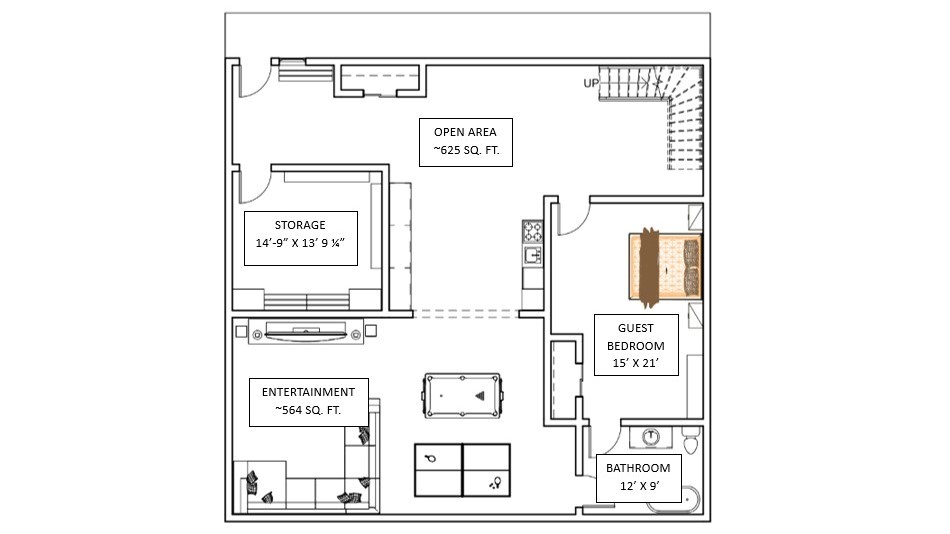 UP
OPEN AREA
~625 SQ. FT.
STORAGE
14’-9” X 13’ 9 ¼”
GUEST
BEDROOM
15’ X 21’
ENTERTAINMENT
~564 SQ. FT.
BATHROOM
12’ X 9’